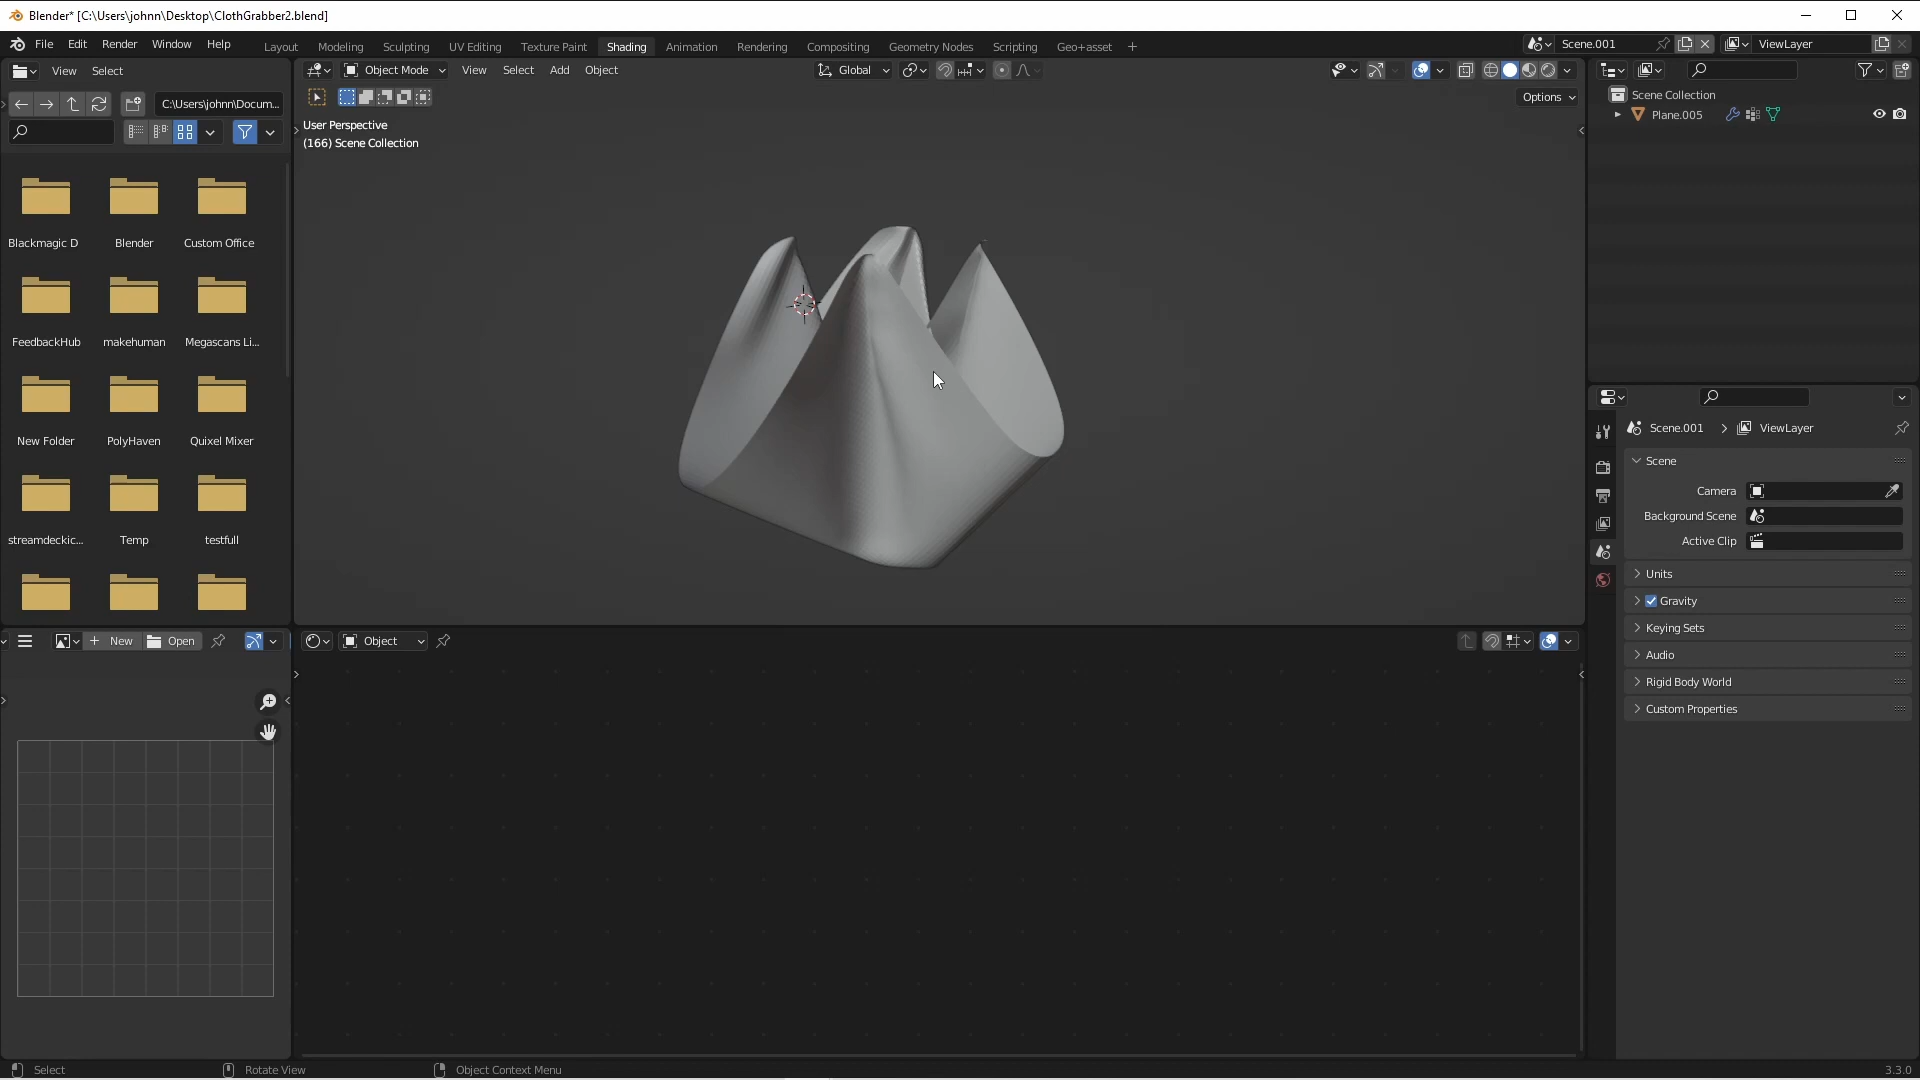 Blender* [C:\Users\johnn\Desktop\ClothGrabber2.blend]
File Edit Render Window Help
Layout Modeling Sculpting UV Editing Texture Paint Shading Animation Rendering Compositing Geometry Nodes Scripting Geo+asset +
Scene.001
ViewLayer
View Select
Object Mode View Select Add Object
Global
C:\Users\johnn\Docum...
Options
User Perspective
(166) Scene Collection
Blackmagic D Blender Custom Office
FeedbackHub makehuman Megascans Li...
New Folder PolyHaven Quixel Mixer
streamdeckic... Temp testfull
Scene Collection
Plane.005
Scene.001 > ViewLayer
Scene
Camera
Background Scene
Active Clip
Units
Gravity
Keying Sets
Audio
Rigid Body World
Custom Properties
+ New Open
Object
Select Rotate View Object Context Menu
3.3.0